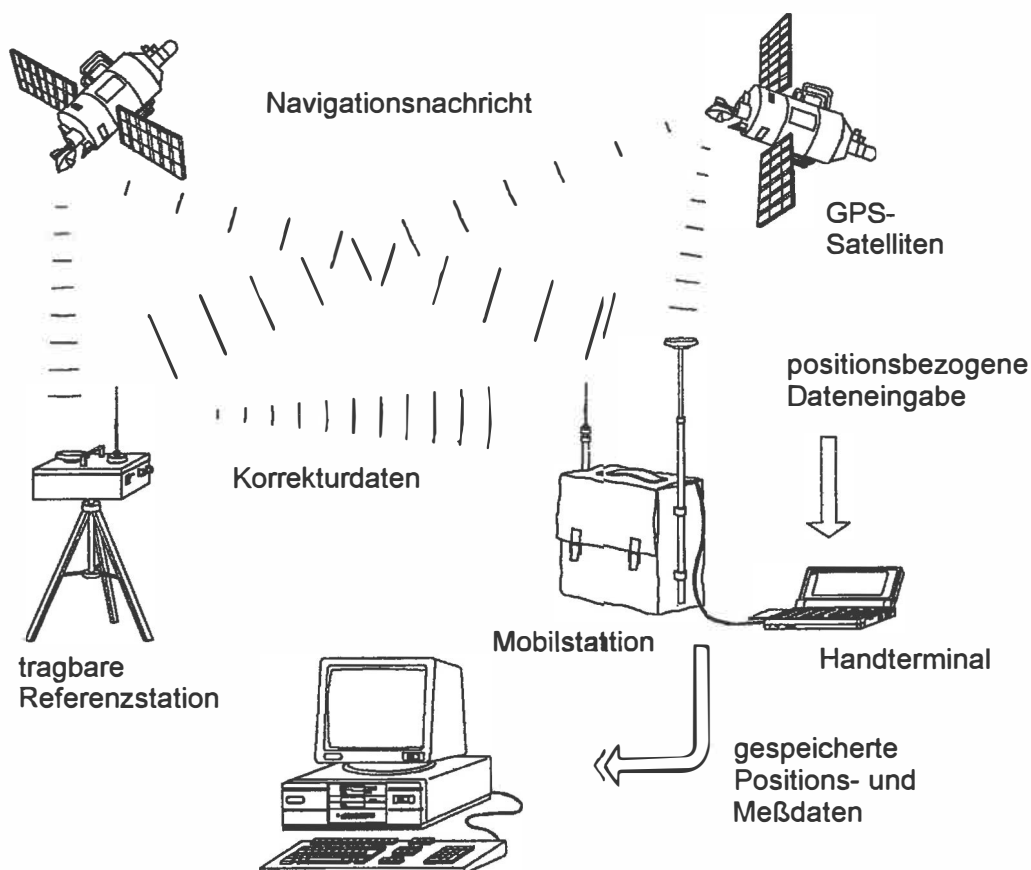 Navigationsnachricht
GPS-
Satelliten
positionsbezogene
Dateneingabe
Korrekturdaten
Mobilstattion
Handterminal
tragbare
Referenzstation
gespeicherte
Positions- und
Meßdaten